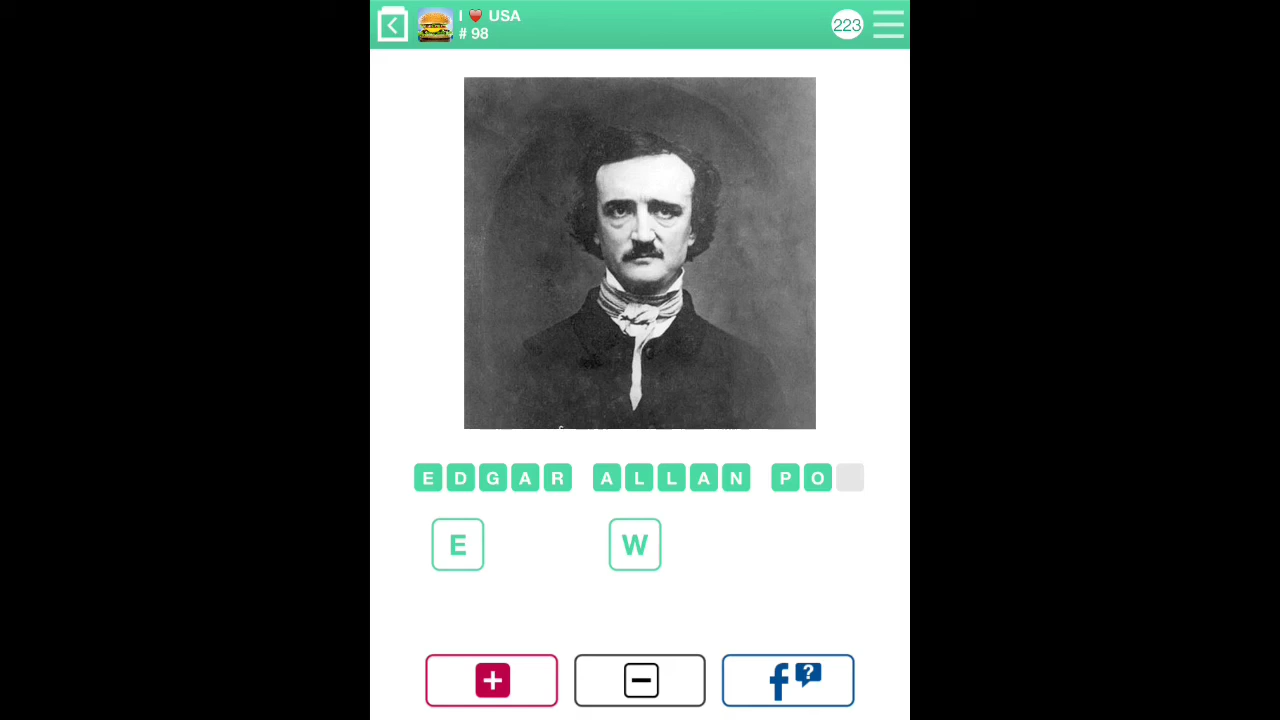 I ❤ USA
# 98
223
EDGAR ALLAN PO
E W
+ −
f ?